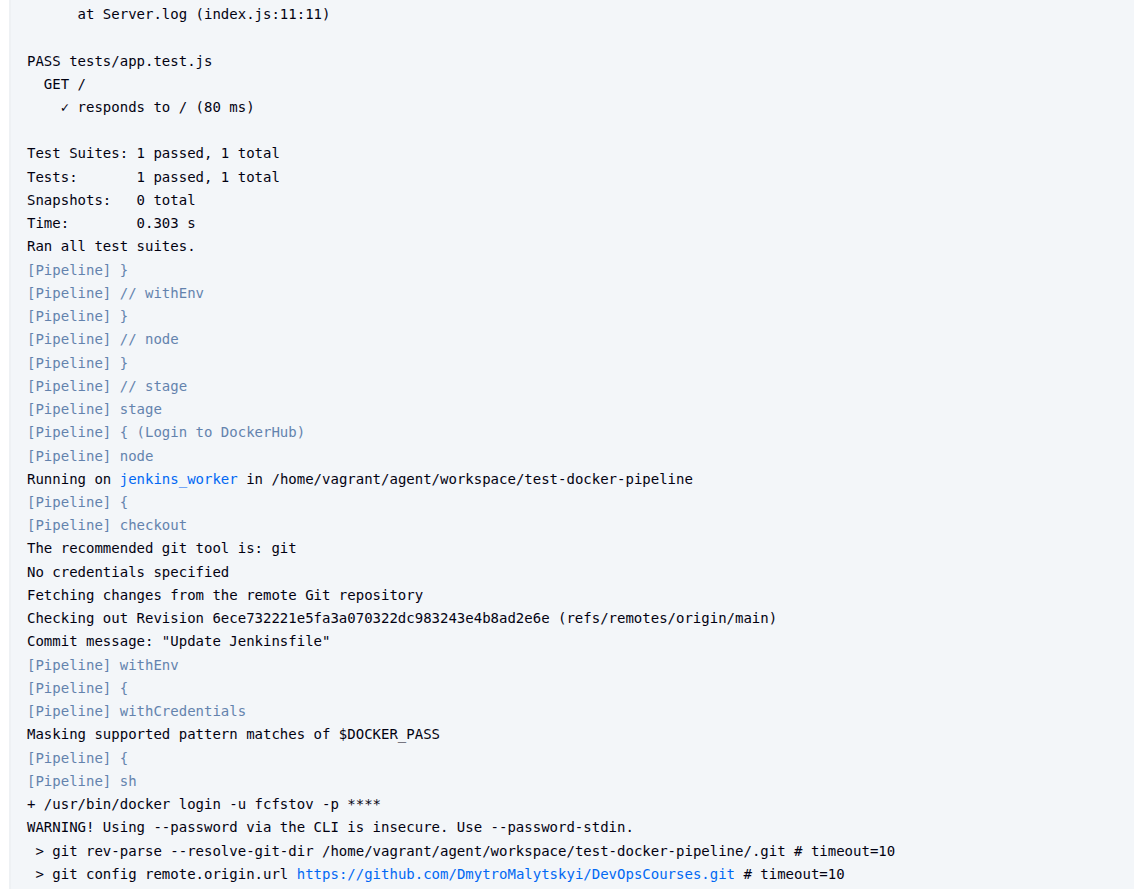 at Server.log (index.js:11:11)
PASS tests/app.test.js
GET /
✓ responds to / (80 ms)
Test Suites: 1 passed, 1 total
Tests:       1 passed, 1 total
Snapshots:   0 total
Time:        0.303 s
Ran all test suites.
[Pipeline] }
[Pipeline] // withEnv
[Pipeline] }
[Pipeline] // node
[Pipeline] }
[Pipeline] // stage
[Pipeline] stage
[Pipeline] { (Login to DockerHub)
[Pipeline] node
Running on jenkins_worker in /home/vagrant/agent/workspace/test-docker-pipeline
[Pipeline] {
[Pipeline] checkout
The recommended git tool is: git
No credentials specified
Fetching changes from the remote Git repository
Checking out Revision 6ece732221e5fa3a070322dc983243e4b8ad2e6e (refs/remotes/origin/main)
Commit message: "Update Jenkinsfile"
[Pipeline] withEnv
[Pipeline] {
[Pipeline] withCredentials
Masking supported pattern matches of $DOCKER_PASS
[Pipeline] {
[Pipeline] sh
+ /usr/bin/docker login -u fcfstov -p ****
WARNING! Using --password via the CLI is insecure. Use --password-stdin.
> git rev-parse --resolve-git-dir /home/vagrant/agent/workspace/test-docker-pipeline/.git # timeout=10
> git config remote.origin.url https://github.com/DmytroMalytskyi/DevOpsCourses.git # timeout=10